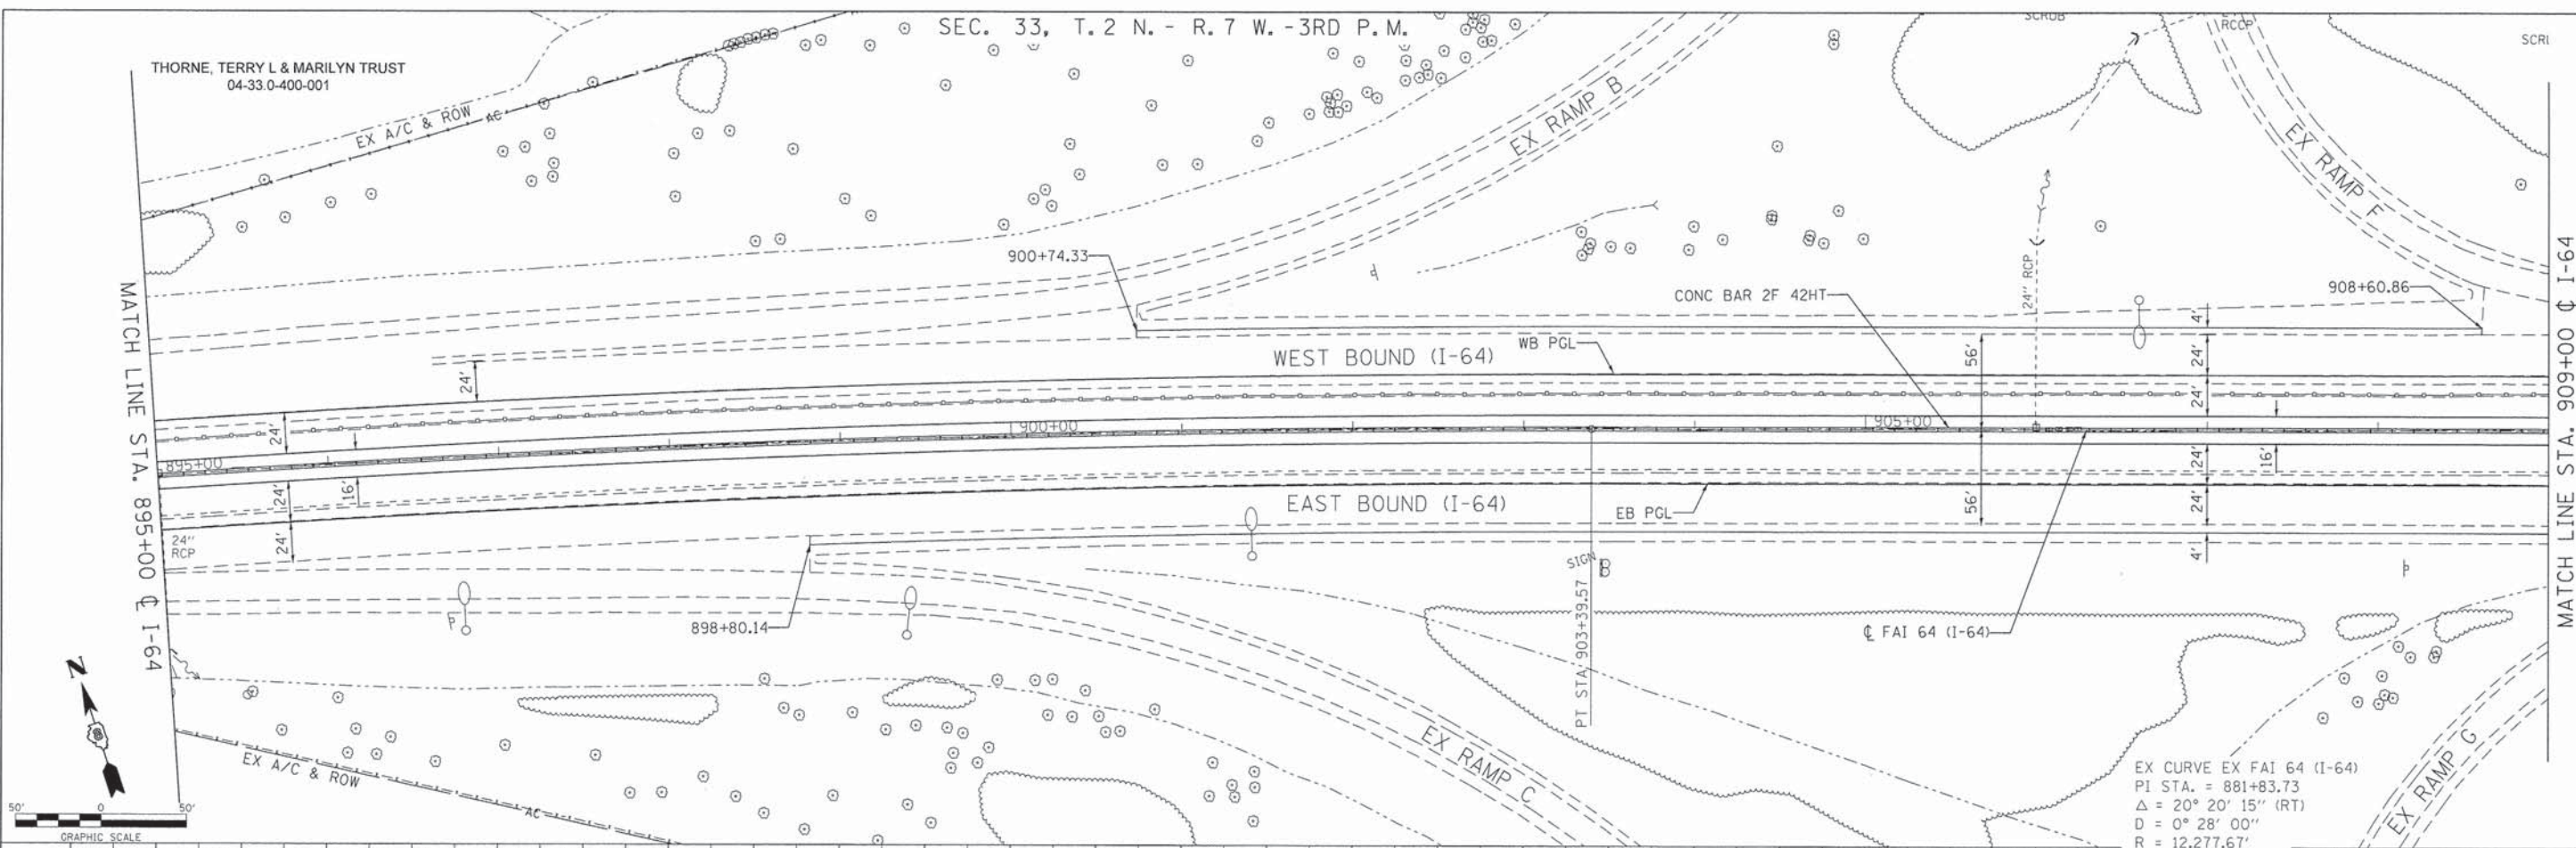 SEC. 33, T. 2 N. - R. 7 W. -3RD P. M.
SCRUB
RCCP
THORNE, TERRY L & MARILYN TRUST
04-33.0-400-001
EX A/C & ROW
AC
EX RAMP B
EX RAMP F
900+74.33
CONC BAR 2F 42HT
24" RCP
908+60.86
WEST BOUND (I-64)
WB PGL
56'
4'
24'
24'
24'
24'
895+00
900+00
905+00
24'
16'
24'
24'
16'
24'
4'
56'
EAST BOUND (I-64)
EB PGL
24"
RCP
SIGN
898+80.14
PT STA 903+39.57
℄ FAI 64 (I-64)
MATCH LINE STA. 895+00 ℄ I-64
MATCH LINE STA. 909+00 ℄ I-64
N
EX A/C & ROW
AC
EX RAMP C
EX RAMP G
EX CURVE EX FAI 64 (I-64)
PI STA. = 881+83.73
Δ = 20° 20' 15" (RT)
D = 0° 28' 00"
R = 12,277.67'
50' 0 50'
GRAPHIC SCALE